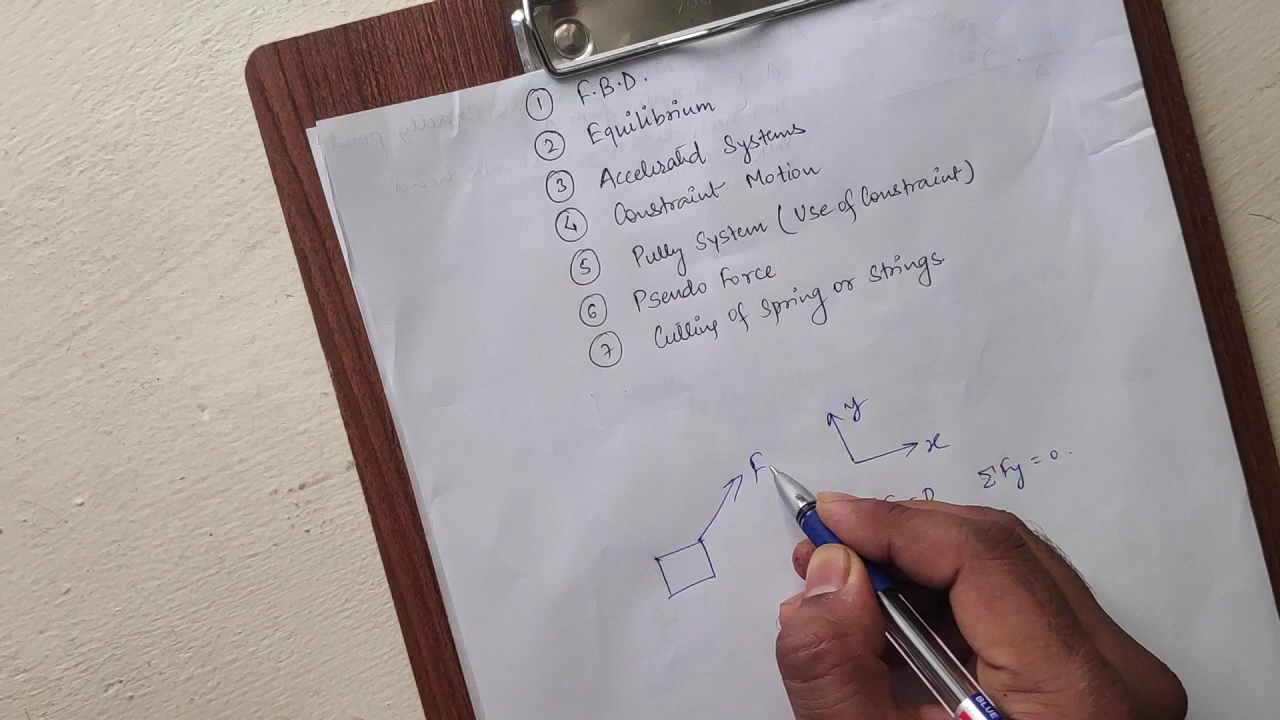 ① F.B.D.
② Equilibrium
③ Accelerated Systems
④ Constraint Motion
⑤ Pully System (Use of Constraint)
⑥ Pseudo Force
⑦ Cutting of Spring or Strings
y
x
F
ΣFy = 0.
BLUE